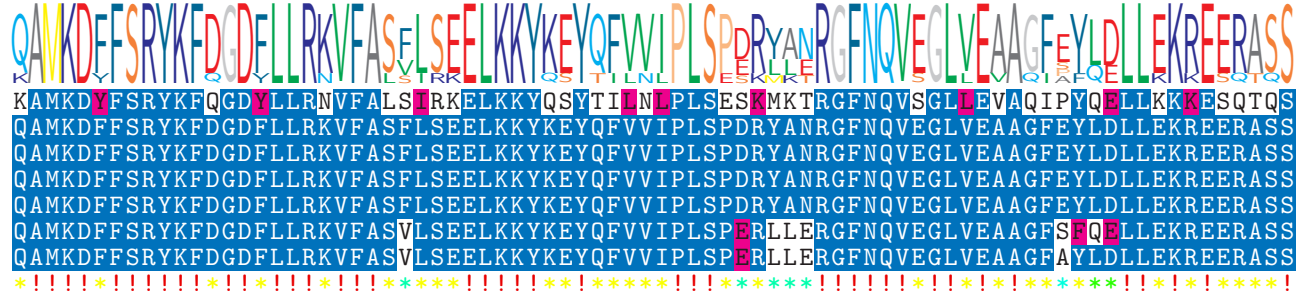 QAMKDFFSRYKFDGDFLLRKVFASFLSEELKKYKEYQFVVIPLSPDRYANRGFNQVEGLVEAAGFEYLDLLEKREERASS
KAMKDYFSRYKFQGDYLLRNVFALSIRKELKKYQSYTILNLPLSESKMKTRGFNQVSGLLEVAQIPYQELLKKKESQTQS
QAMKDFFSRYKFDGDFLLRKVFASFLSEELKKYKEYQFVVIPLSPDRYANRGFNQVEGLVEAAGFEYLDLLEKREERASS
QAMKDFFSRYKFDGDFLLRKVFASFLSEELKKYKEYQFVVIPLSPDRYANRGFNQVEGLVEAAGFEYLDLLEKREERASS
QAMKDFFSRYKFDGDFLLRKVFASFLSEELKKYKEYQFVVIPLSPDRYANRGFNQVEGLVEAAGFEYLDLLEKREERASS
QAMKDFFSRYKFDGDFLLRKVFASFLSEELKKYKEYQFVVIPLSPDRYANRGFNQVEGLVEAAGFEYLDLLEKREERASS
QAMKDFFSRYKFDGDFLLRKVFASVLSEELKKYKEYQFVVIPLSPERLLERGFNQVEGLVEAAGFSFQELLEKREERASS
QAMKDFFSRYKFDGDFLLRKVFASVLSEELKKYKEYQFVVIPLSPERLLERGFNQVEGLVEAAGFAYLDLLEKREERASS
*!!!!*!!!!!!*!!*!!!*!!!*****!!!!!**!*****!!!******!!!!!!*!!*!*!******!!*!*!****!